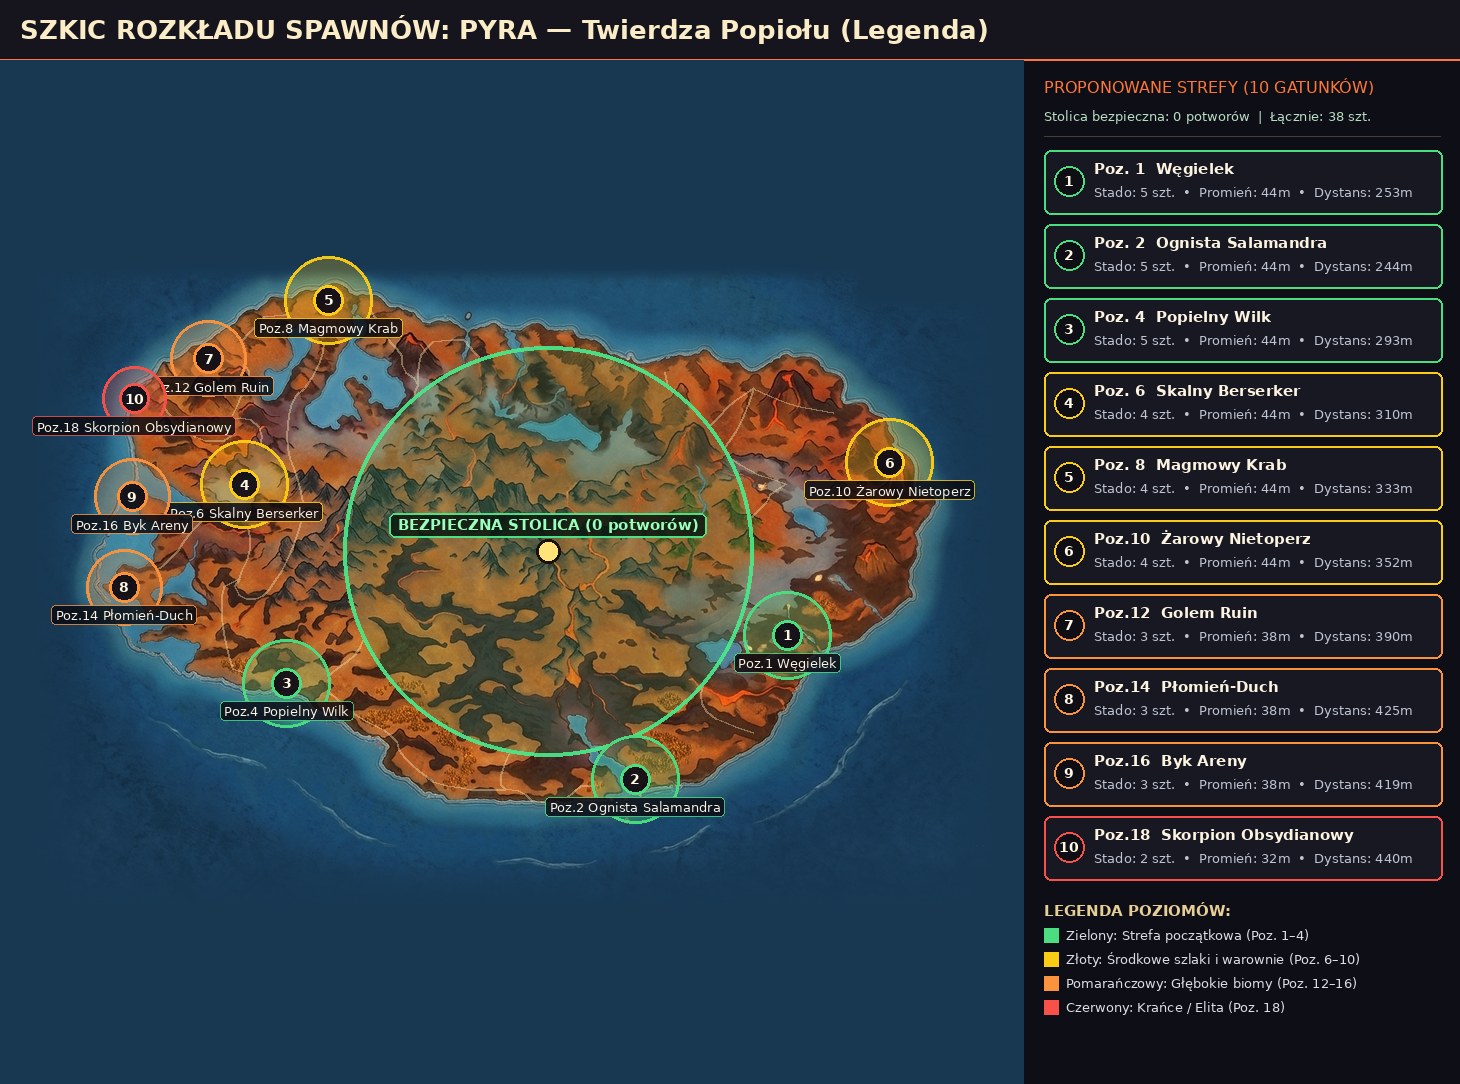 SZKIC ROZKŁADU SPAWNÓW: PYRA — Twierdza Popiołu (Legenda)
5
Poz.8 Magmowy Krab
7
z.12 Golem Ruin
10
Poz.18 Skorpion Obsydianowy
6
Poz.10 Żarowy Nietoperz
4
Poz.6 Skalny Berserker
9
Poz.16 Byk Areny
BEZPIECZNA STOLICA (0 potworów)
8
Poz.14 Płomień-Duch
1
Poz.1 Węgielek
3
Poz.4 Popielny Wilk
2
Poz.2 Ognista Salamandra
PROPONOWANE STREFY (10 GATUNKÓW)
Stolica bezpieczna: 0 potworów | Łącznie: 38 szt.
1
Poz. 1 Węgielek
Stado: 5 szt. • Promień: 44m • Dystans: 253m
2
Poz. 2 Ognista Salamandra
Stado: 5 szt. • Promień: 44m • Dystans: 244m
3
Poz. 4 Popielny Wilk
Stado: 5 szt. • Promień: 44m • Dystans: 293m
4
Poz. 6 Skalny Berserker
Stado: 4 szt. • Promień: 44m • Dystans: 310m
5
Poz. 8 Magmowy Krab
Stado: 4 szt. • Promień: 44m • Dystans: 333m
6
Poz.10 Żarowy Nietoperz
Stado: 4 szt. • Promień: 44m • Dystans: 352m
7
Poz.12 Golem Ruin
Stado: 3 szt. • Promień: 38m • Dystans: 390m
8
Poz.14 Płomień-Duch
Stado: 3 szt. • Promień: 38m • Dystans: 425m
9
Poz.16 Byk Areny
Stado: 3 szt. • Promień: 38m • Dystans: 419m
10
Poz.18 Skorpion Obsydianowy
Stado: 2 szt. • Promień: 32m • Dystans: 440m
LEGENDA POZIOMÓW:
Zielony: Strefa początkowa (Poz. 1–4)
Złoty: Środkowe szlaki i warownie (Poz. 6–10)
Pomarańczowy: Głębokie biomy (Poz. 12–16)
Czerwony: Krańce / Elita (Poz. 18)